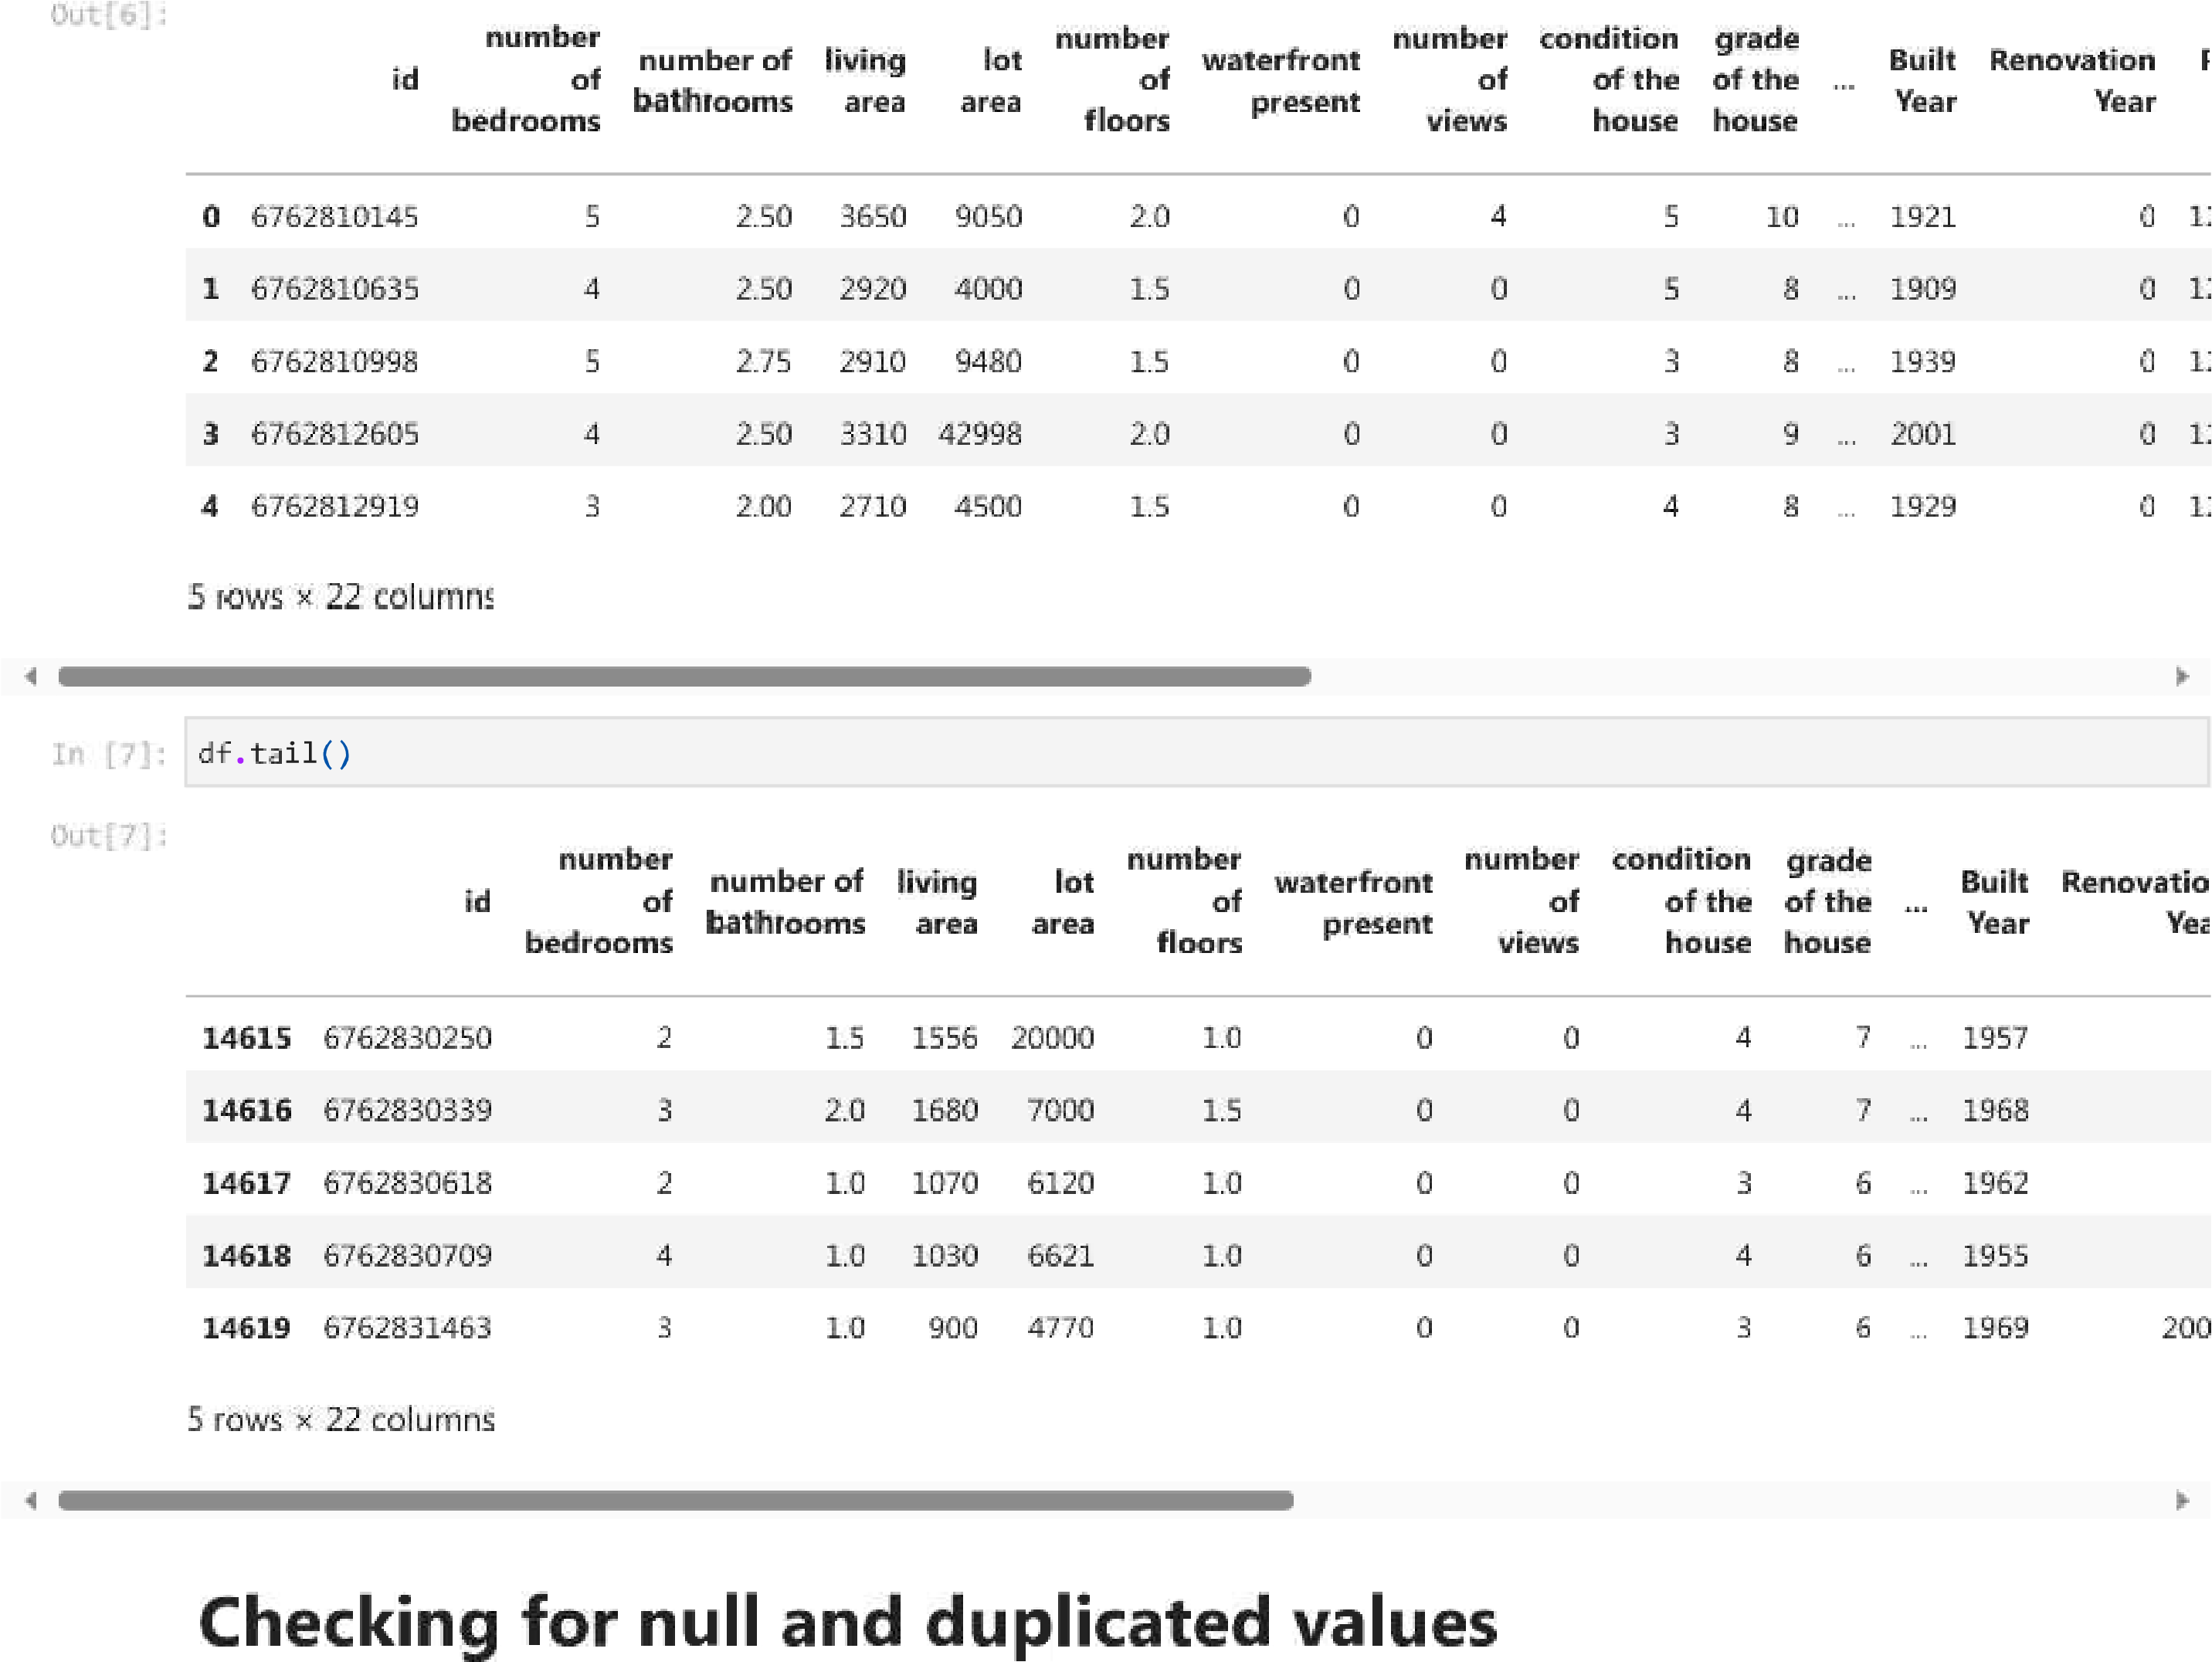 Out[6]:
id number of bedrooms number of bathrooms living area lot area number of floors waterfront present number of views condition of the house grade of the house ... Built Year Renovation Year
0 6762810145 5 2.50 3650 9050 2.0 0 4 5 10 ... 1921 0
1 6762810635 4 2.50 2920 4000 1.5 0 0 5 8 ... 1909 0
2 6762810998 5 2.75 2910 9480 1.5 0 0 3 8 ... 1939 0
3 6762812605 4 2.50 3310 42998 2.0 0 0 3 9 ... 2001 0
4 6762812919 3 2.00 2710 4500 1.5 0 0 4 8 ... 1929 0
5 rows × 22 columns
In [7]: df.tail()
Out[7]:
id number of bedrooms number of bathrooms living area lot area number of floors waterfront present number of views condition of the house grade of the house ... Built Year Renovatio Yea
14615 6762830250 2 1.5 1556 20000 1.0 0 0 4 7 ... 1957
14616 6762830339 3 2.0 1680 7000 1.5 0 0 4 7 ... 1968
14617 6762830618 2 1.0 1070 6120 1.0 0 0 3 6 ... 1962
14618 6762830709 4 1.0 1030 6621 1.0 0 0 4 6 ... 1955
14619 6762831463 3 1.0 900 4770 1.0 0 0 3 6 ... 1969 200
5 rows × 22 columns
Checking for null and duplicated values